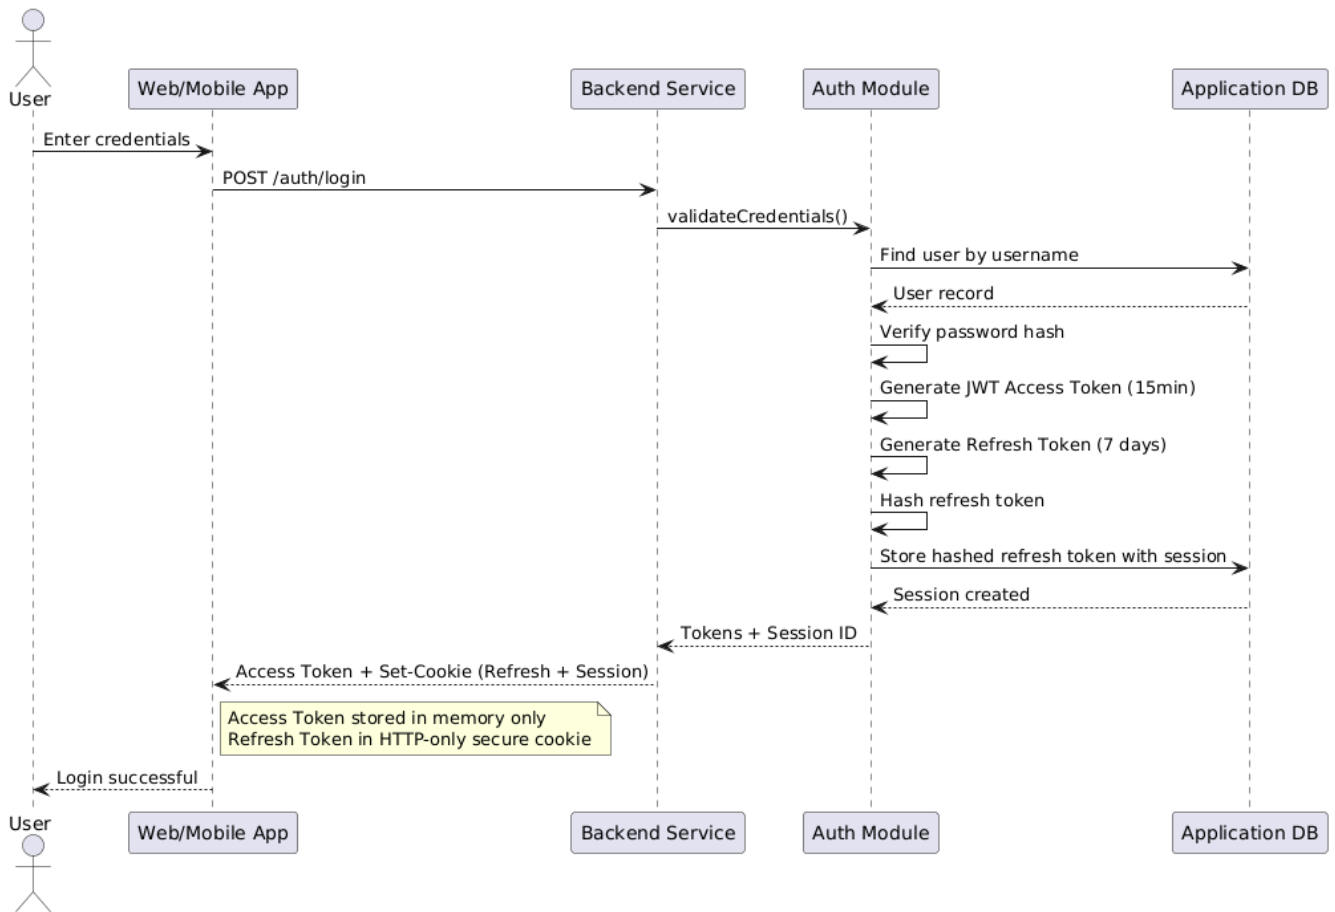 User
Web/Mobile App
Backend Service
Auth Module
Application DB
Enter credentials
POST /auth/login
validateCredentials()
Find user by username
User record
Verify password hash
Generate JWT Access Token (15min)
Generate Refresh Token (7 days)
Hash refresh token
Store hashed refresh token with session
Session created
Tokens + Session ID
Access Token + Set-Cookie (Refresh + Session)
Access Token stored in memory only
Refresh Token in HTTP-only secure cookie
Login successful
User
Web/Mobile App
Backend Service
Auth Module
Application DB